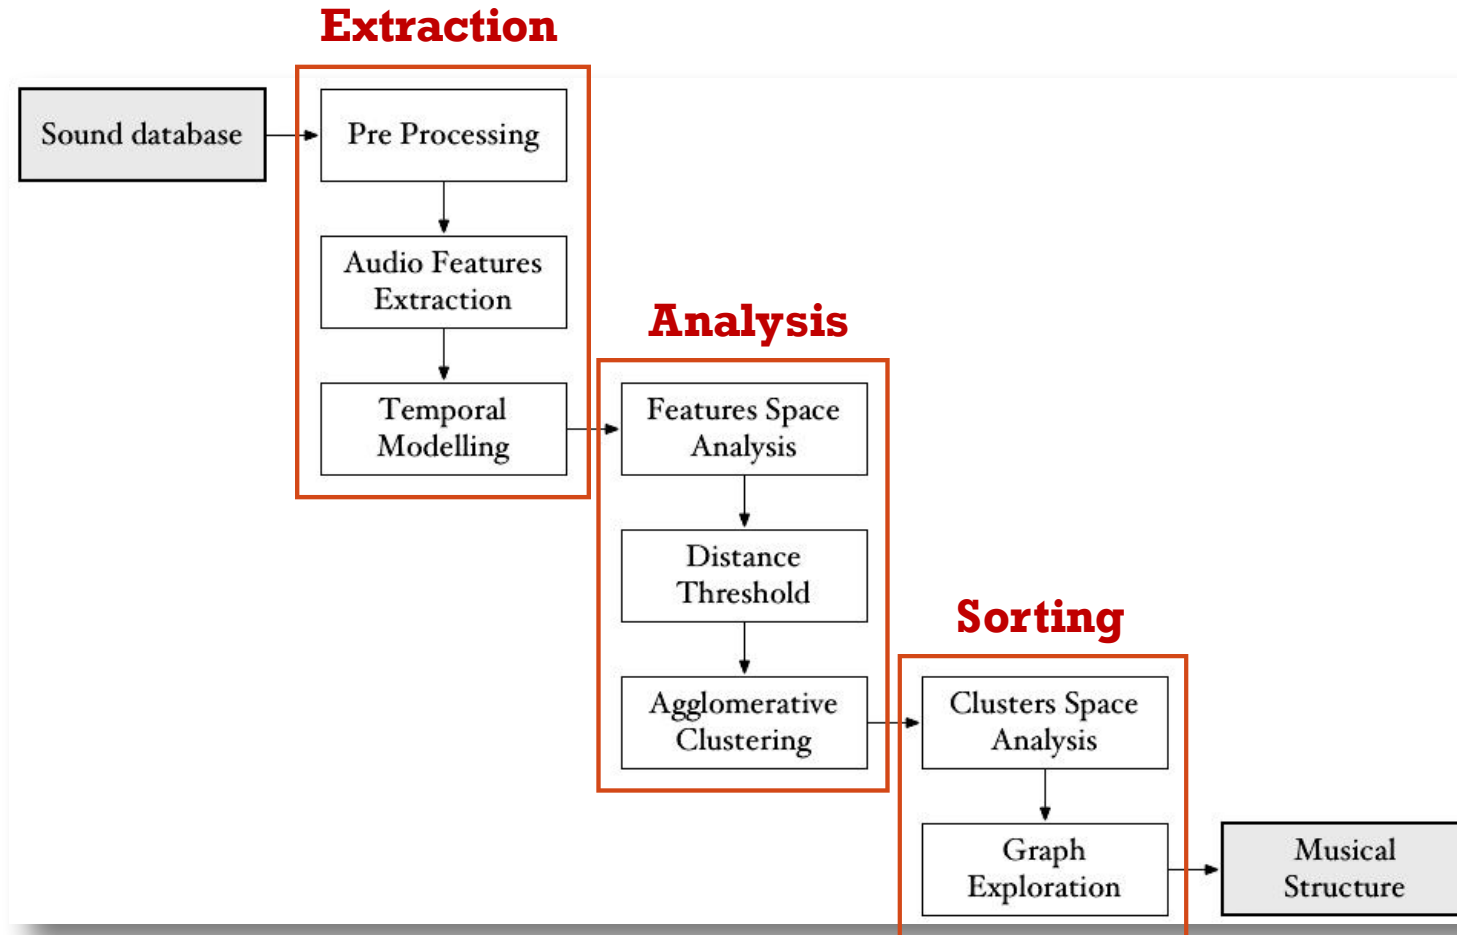 Extraction
Sound database
Pre Processing
Audio Features
Extraction
Temporal
Modelling
Analysis
Features Space
Analysis
Distance
Threshold
Agglomerative
Clustering
Sorting
Clusters Space
Analysis
Graph
Exploration
Musical
Structure